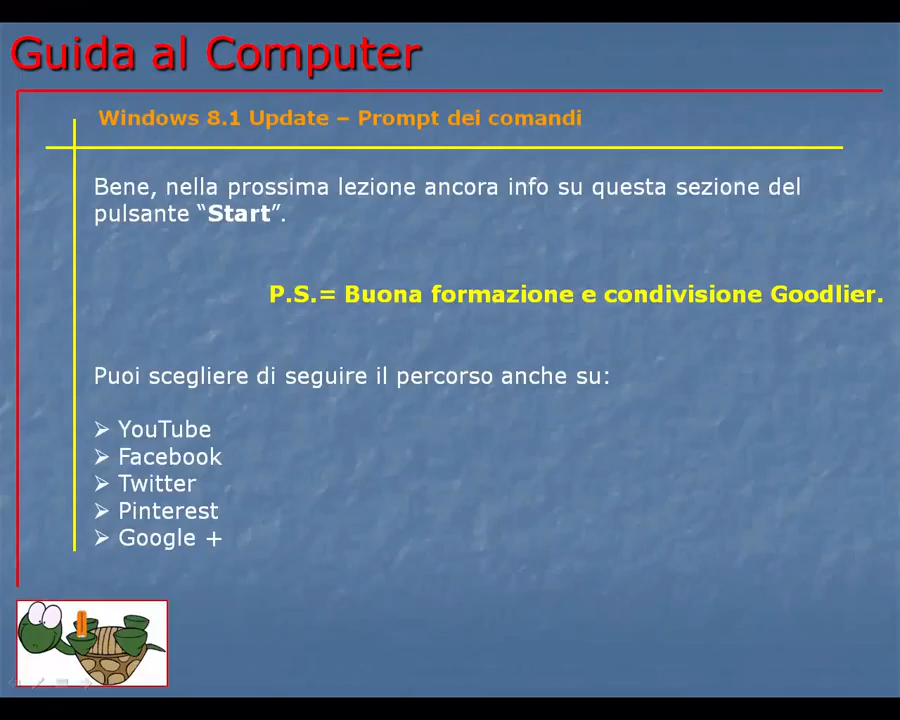 Guida al Computer
Windows 8.1 Update – Prompt dei comandi
Bene, nella prossima lezione ancora info su questa sezione del
pulsante “Start”.
P.S.= Buona formazione e condivisione Goodlier.
Puoi scegliere di seguire il percorso anche su:
➢ YouTube
➢ Facebook
➢ Twitter
➢ Pinterest
➢ Google +